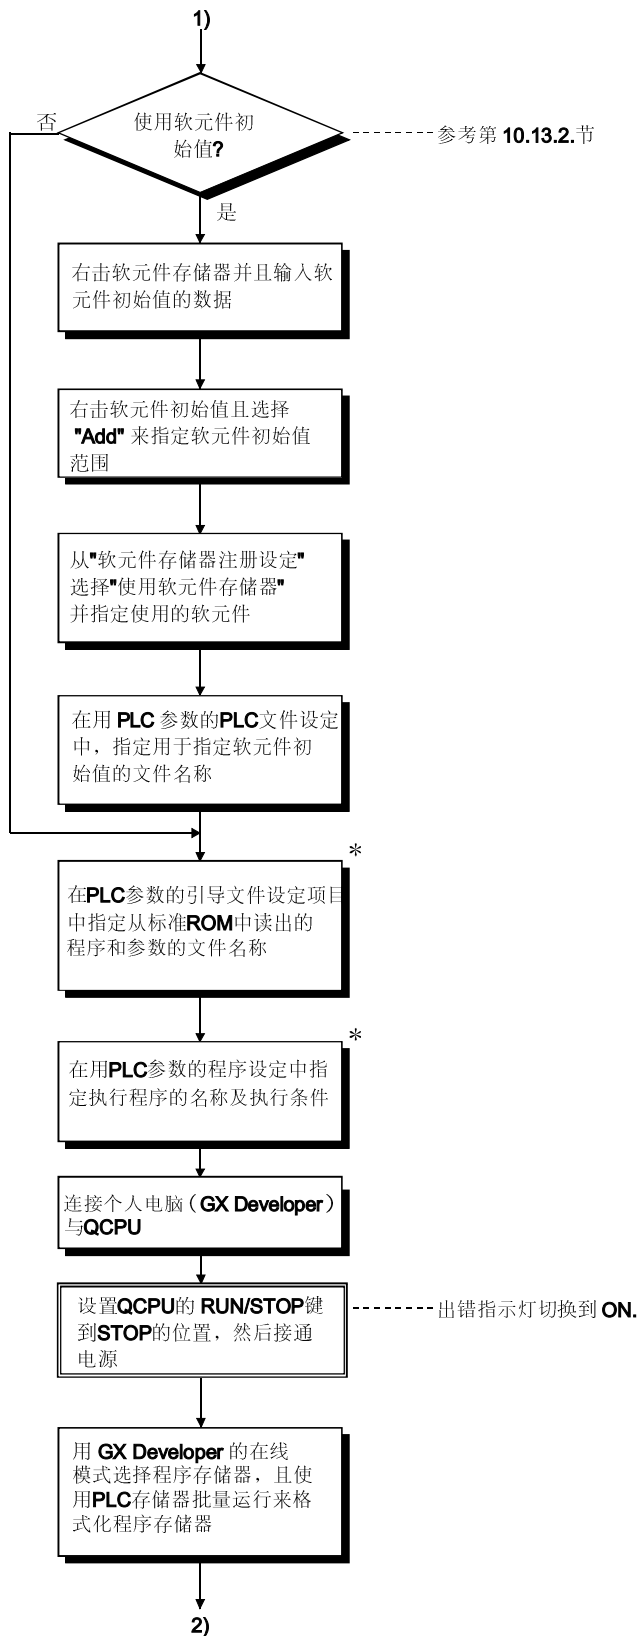 1)
否
使用软元件初
始值?
参考第 10.13.2.节
是
右击软元件存储器并且输入软
元件初始值的数据
右击软元件初始值且选择
"Add" 来指定软元件初始值
范围
从"软元件存储器注册设定"
选择"使用软元件存储器"
并指定使用的软元件
在用 PLC 参数的PLC文件设定
中，指定用于指定软元件初
始值的文件名称
*
在PLC参数的引导文件设定项目
中指定从标准ROM中读出的
程序和参数的文件名称
*
在用PLC参数的程序设定中指
定执行程序的名称及执行条件
连接个人电脑（GX Developer）
与QCPU
设置QCPU的 RUN/STOP键
到STOP的位置，然后接通
电源
出错指示灯切换到 ON.
用 GX Developer 的在线
模式选择程序存储器，且使
用PLC存储器批量运行来格
式化程序存储器
2)